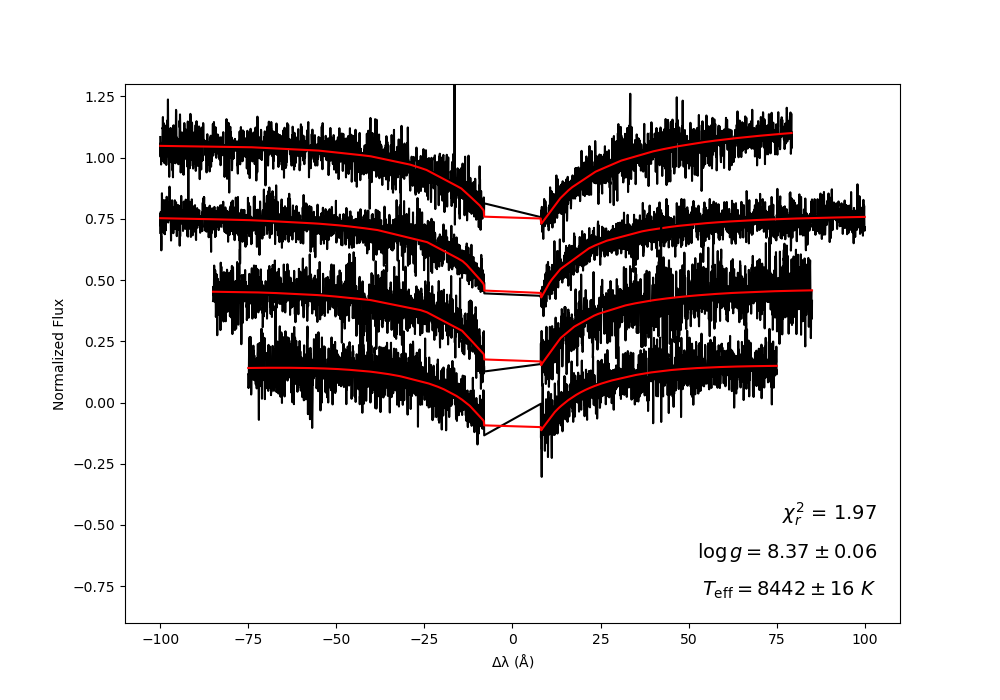 Normalized Flux
1.25
1.00
0.75
0.50
0.25
0.00
−0.25
−0.50
−0.75
χ²ᵣ = 1.97
log g = 8.37 ± 0.06
T_eff = 8442 ± 16 K
−100 −75 −50 −25 0 25 50 75 100
Δλ (Å)